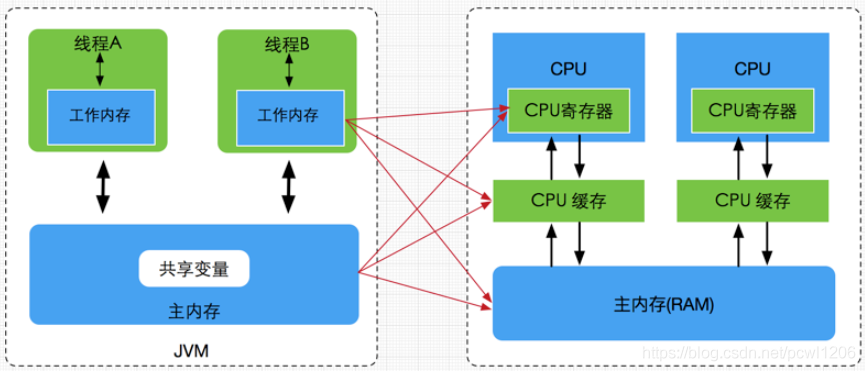 线程A
工作内存
线程B
工作内存
共享变量
主内存
JVM
CPU
CPU寄存器
CPU 缓存
CPU
CPU寄存器
CPU 缓存
主内存(RAM)
https://blog.csdn.net/pcwl1206